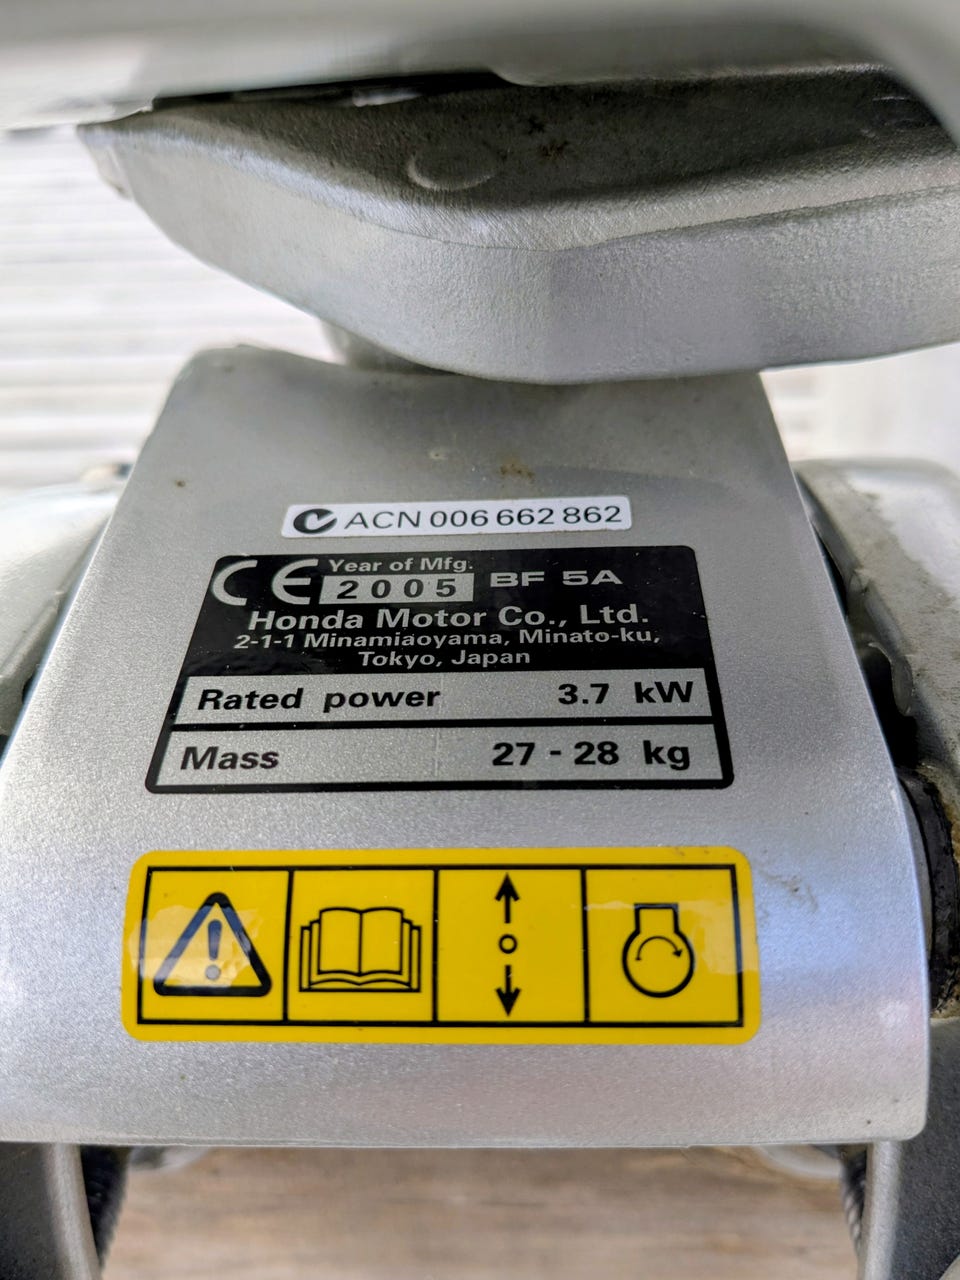 ACN 006 662 862
CE Year of Mfg.
2005 BF 5A
Honda Motor Co., Ltd.
2-1-1 Minamiaoyama, Minato-ku,
Tokyo, Japan
Rated power 3.7 kW
Mass 27 - 28 kg